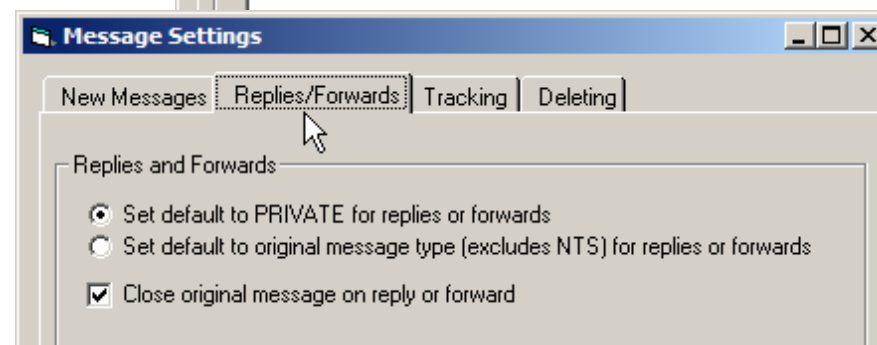 Message Settings
New Messages Replies/Forwards Tracking Deleting
Replies and Forwards
Set default to PRIVATE for replies or forwards
Set default to original message type (excludes NTS) for replies or forwards
Close original message on reply or forward